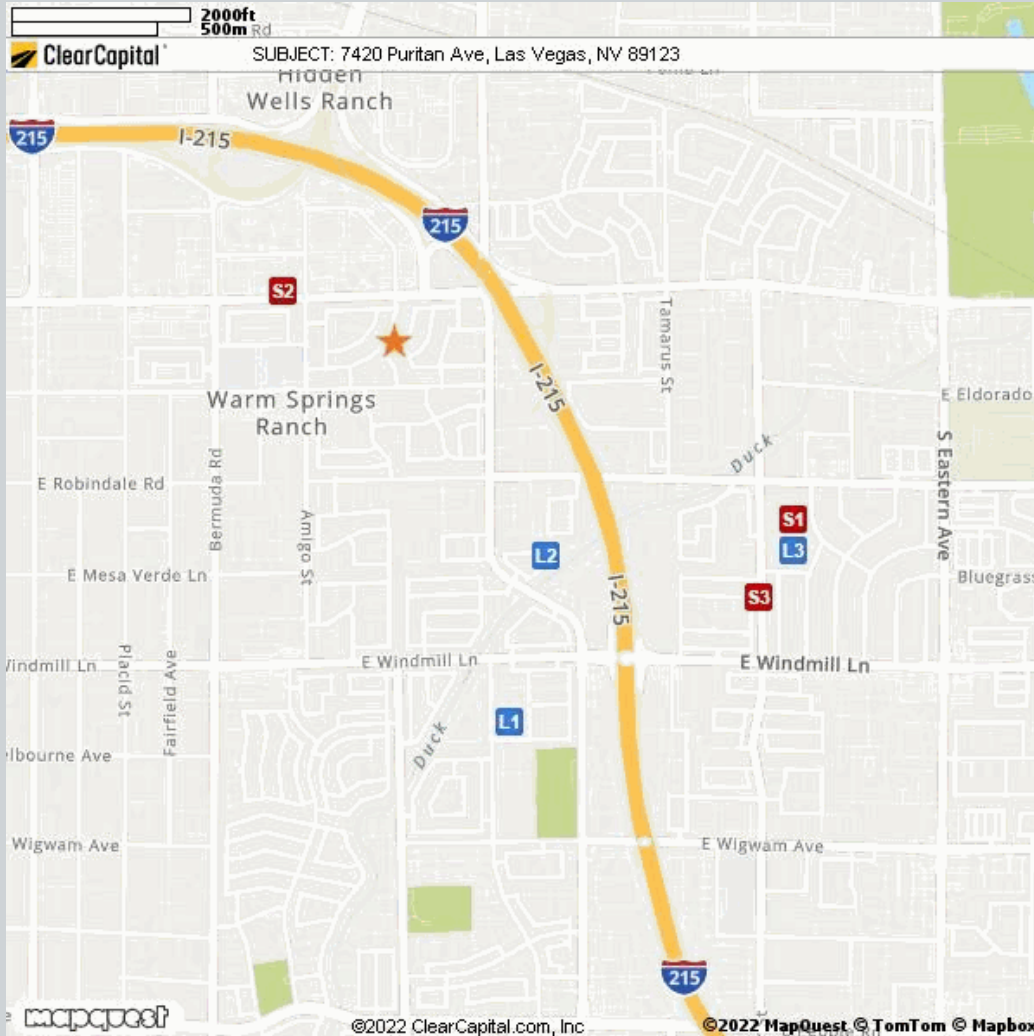 2000ft
500m Rd
ClearCapital
SUBJECT: 7420 Puritan Ave, Las Vegas, NV 89123
Hidden
Wells Ranch
215
I-215
215
S2
Tamarus St
I-215
Warm Springs
Ranch
E Eldorado
Duck
S Eastern Ave
Bermuda Rd
E Robindale Rd
Amigo St
S1
L2
L3
E Mesa Verde Ln
I-215
Bluegrass
S3
Windmill Ln
Placid St
Fairfield Ave
E Windmill Ln
E Windmill Ln
L1
Duck
elbourne Ave
Wigwam Ave
E Wigwam Ave
215
mapquest
©2022 ClearCapital.com, Inc
©2022 MapQuest © TomTom © Mapbo